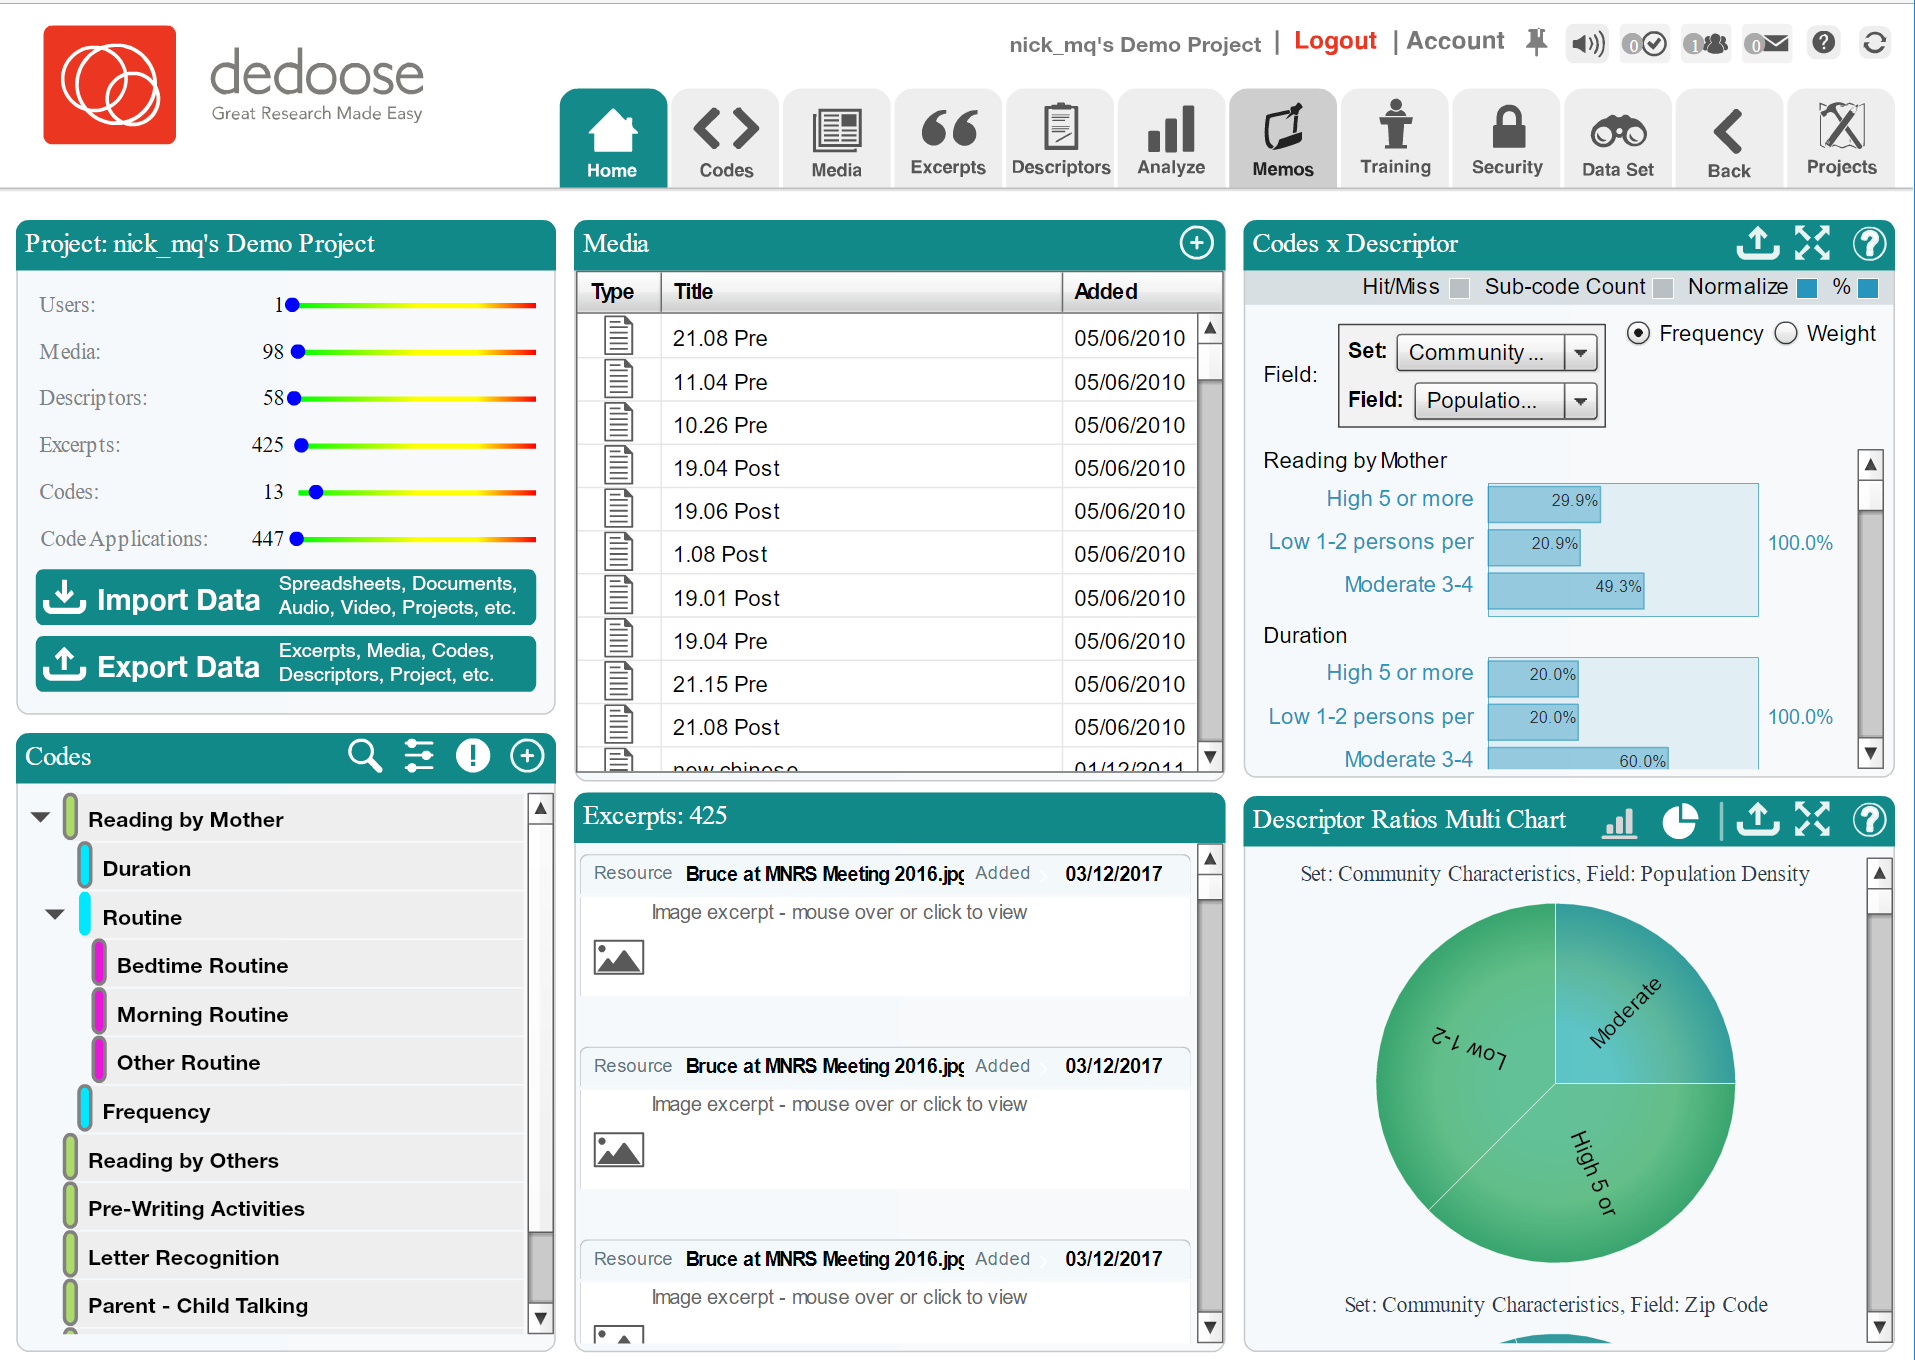 dedoose
Great Research Made Easy
nick_mq's Demo Project | Logout | Account
0
1
0
Home
Codes
Media
Excerpts
Descriptors
Analyze
Memos
Training
Security
Data Set
Back
Projects
Project: nick_mq's Demo Project
Users: 1
Media: 98
Descriptors: 58
Excerpts: 425
Codes: 13
Code Applications: 447
Import Data Spreadsheets, Documents,
Audio, Video, Projects, etc.
Export Data Excerpts, Media, Codes,
Descriptors, Project, etc.
Codes
Reading by Mother
Duration
Routine
Bedtime Routine
Morning Routine
Other Routine
Frequency
Reading by Others
Pre-Writing Activities
Letter Recognition
Parent - Child Talking
Media
Type Title Added
21.08 Pre 05/06/2010
11.04 Pre 05/06/2010
10.26 Pre 05/06/2010
19.04 Post 05/06/2010
19.06 Post 05/06/2010
1.08 Post 05/06/2010
19.01 Post 05/06/2010
19.04 Pre 05/06/2010
21.15 Pre 05/06/2010
21.08 Post 05/06/2010
new chinese 01/12/2011
Excerpts: 425
Resource Bruce at MNRS Meeting 2016.jpg Added 03/12/2017
Image excerpt - mouse over or click to view
Resource Bruce at MNRS Meeting 2016.jpg Added 03/12/2017
Image excerpt - mouse over or click to view
Resource Bruce at MNRS Meeting 2016.jpg Added 03/12/2017
Image excerpt - mouse over or click to view
Codes x Descriptor
Hit/Miss Sub-code Count Normalize %
Field:
Set: Community ...
Field: Populatio...
Frequency Weight
Reading by Mother
High 5 or more 29.9%
Low 1-2 persons per 20.9%
100.0%
Moderate 3-4 49.3%
Duration
High 5 or more 20.0%
Low 1-2 persons per 20.0%
100.0%
Moderate 3-4 60.0%
Descriptor Ratios Multi Chart
Set: Community Characteristics, Field: Population Density
Moderate
Low 1-2
High 5 or
Set: Community Characteristics, Field: Zip Code